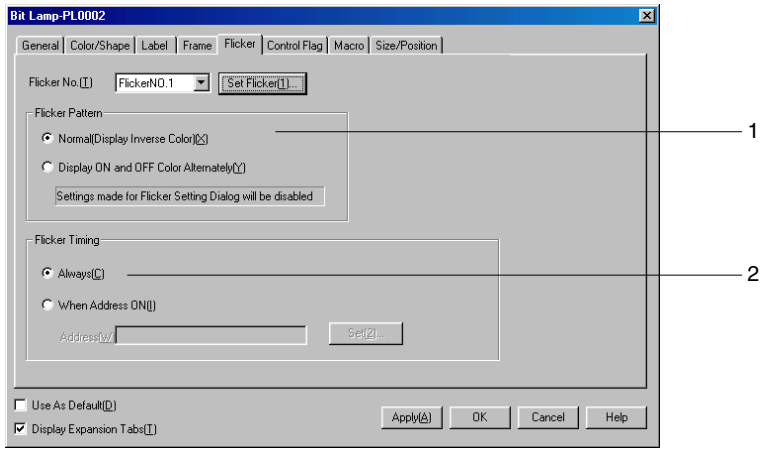 Bit Lamp-PL0002
General Color/Shape Label Frame Flicker Control Flag Macro Size/Position
Flicker No.(T) FlickerNO.1 Set Flicker(1)...
Flicker Pattern
Normal(Display Inverse Color)(X) 1
Display ON and OFF Color Alternately(Y)
Settings made for Flicker Setting Dialog will be disabled
Flicker Timing
Always(C) 2
When Address ON(I)
Address(W) Set(2)...
Use As Default(D)
Display Expansion Tabs(T)
Apply(A) OK Cancel Help